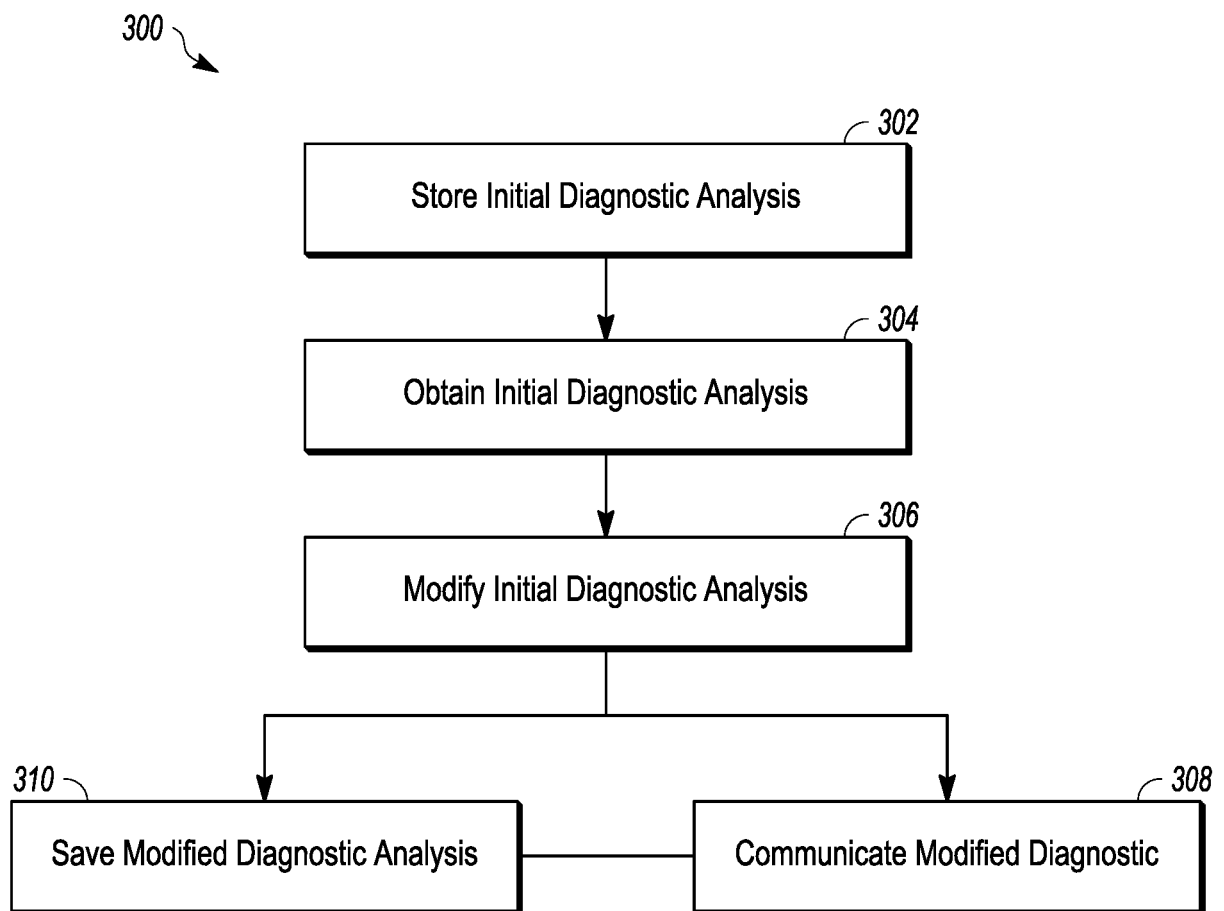 300
302
Store Initial Diagnostic Analysis
304
Obtain Initial Diagnostic Analysis
306
Modify Initial Diagnostic Analysis
310
Save Modified Diagnostic Analysis
308
Communicate Modified Diagnostic